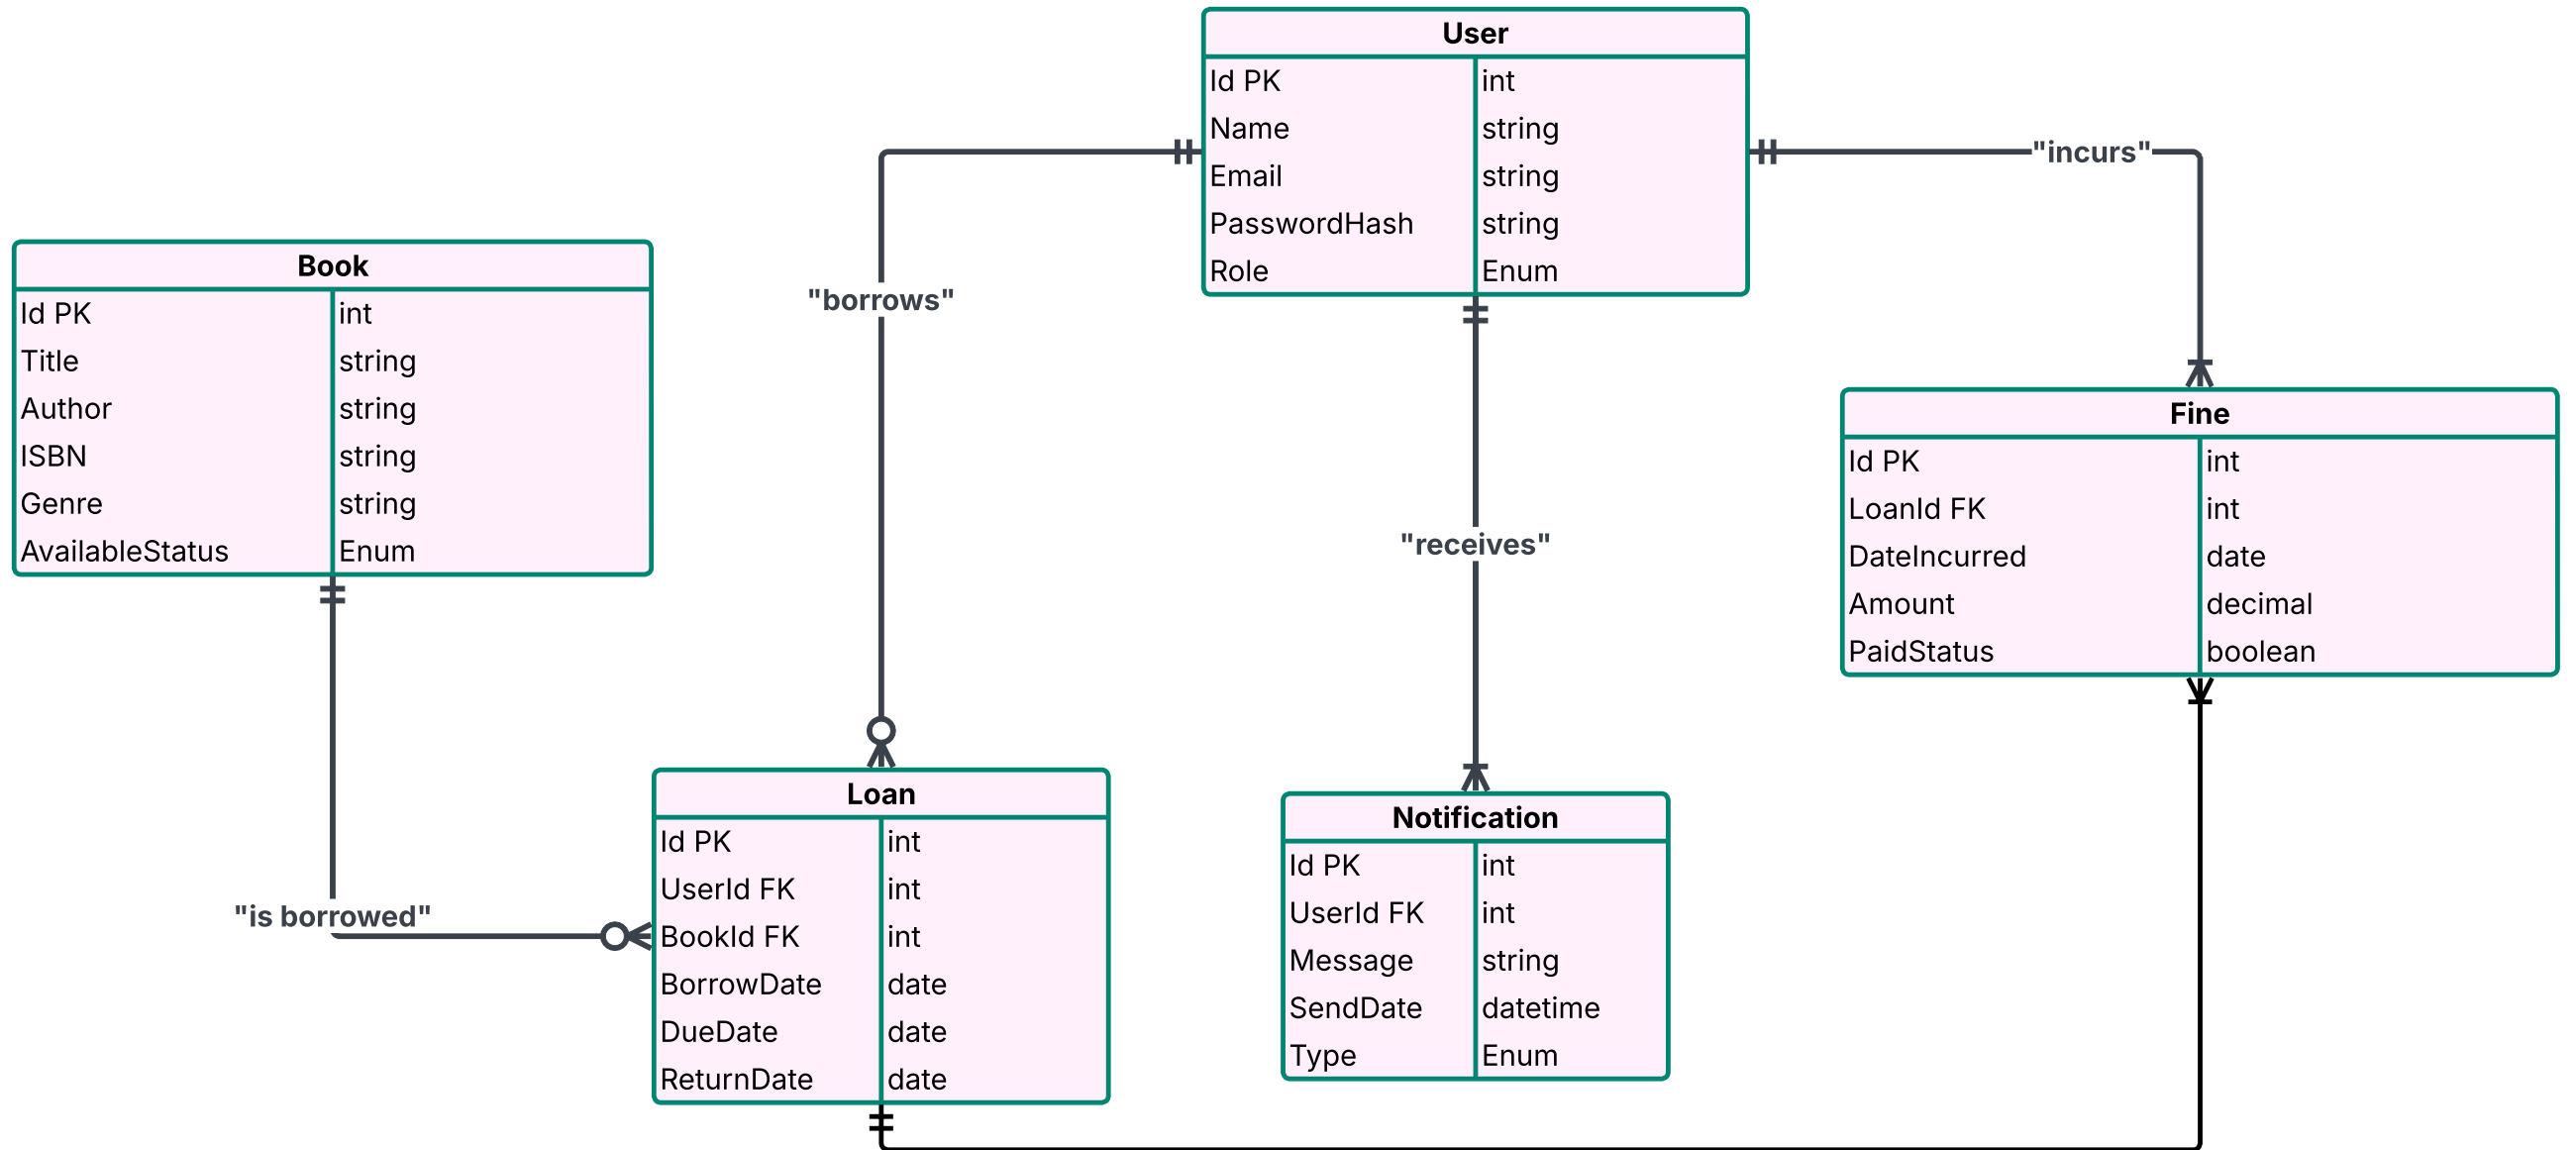 User
Id PK int
Name string
Email string
PasswordHash string
Role Enum
"incurs"
"borrows"
Book
Id PK int
Title string
Author string
ISBN string
Genre string
AvailableStatus Enum
Fine
Id PK int
LoanId FK int
DateIncurred date
Amount decimal
PaidStatus boolean
"receives"
"is borrowed"
Loan
Id PK int
UserId FK int
BookId FK int
BorrowDate date
DueDate date
ReturnDate date
Notification
Id PK int
UserId FK int
Message string
SendDate datetime
Type Enum